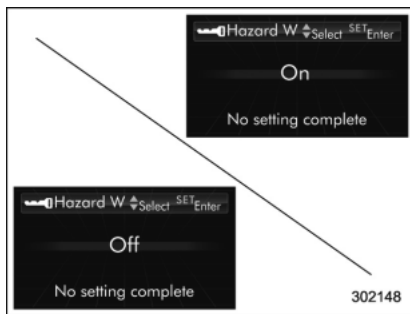 Hazard W Select SET Enter
On
No setting complete
Hazard W Select SET Enter
Off
No setting complete
302148